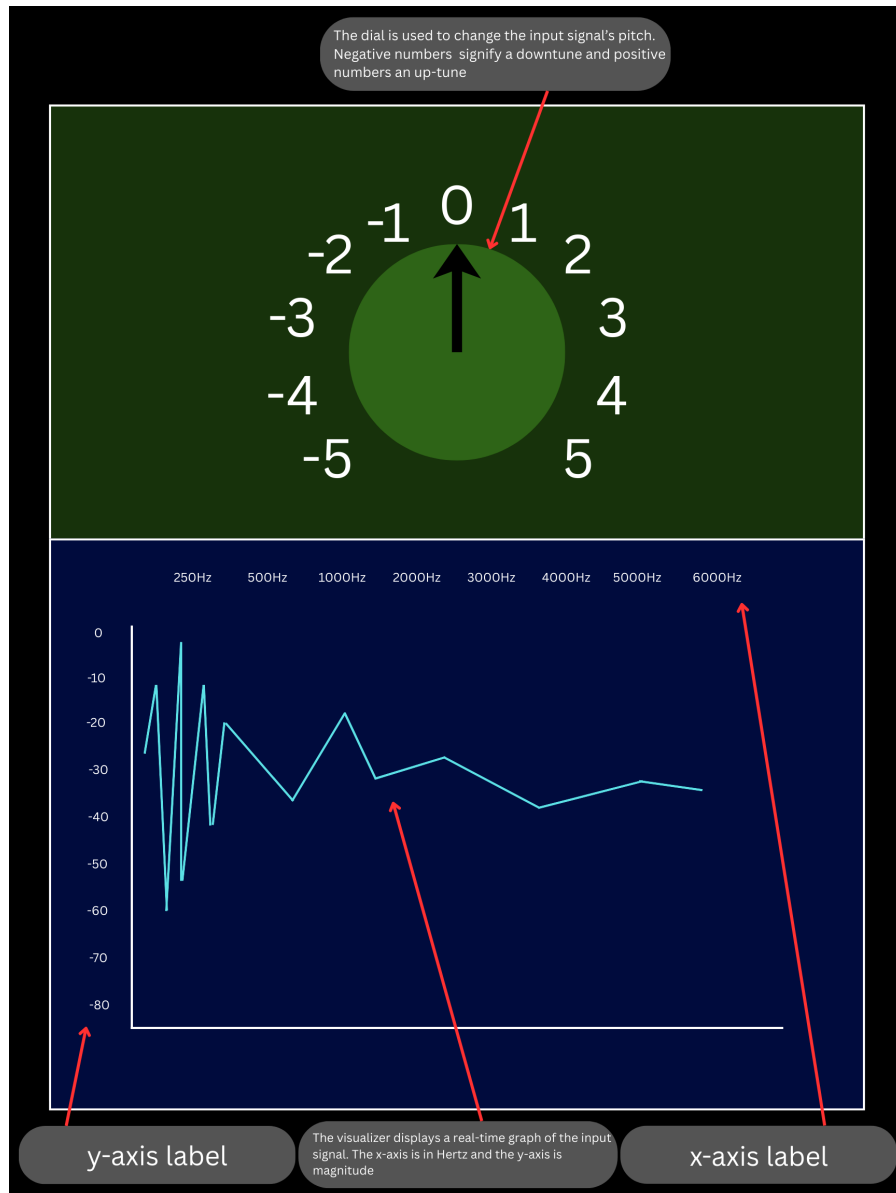 The dial is used to change the input signal's pitch.
Negative numbers signify a downtune and positive
numbers an up-tune
0
-1 1
-2 2
-3 3
-4 4
-5 5
250Hz 500Hz 1000Hz 2000Hz 3000Hz 4000Hz 5000Hz 6000Hz
0
-10
-20
-30
-40
-50
-60
-70
-80
y-axis label
The visualizer displays a real-time graph of the input
signal. The x-axis is in Hertz and the y-axis is
magnitude
x-axis label